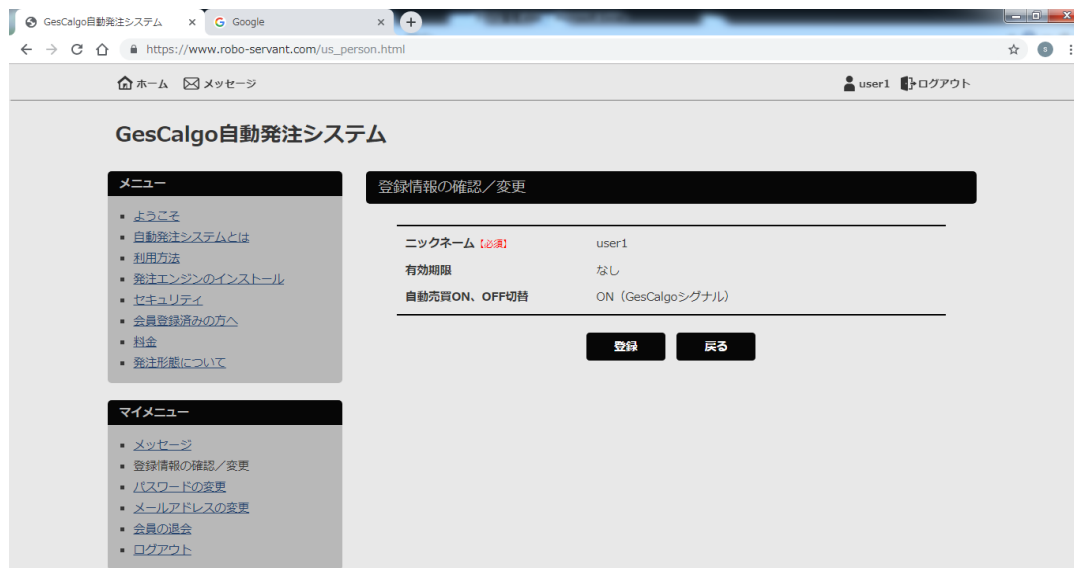 GesCalgo自動発注システム
Google
https://www.robo-servant.com/us_person.html
s
ホーム メッセージ
user1 ログアウト
GesCalgo自動発注システム
メニュー
ようこそ
自動発注システムとは
利用方法
発注エンジンのインストール
セキュリティ
会員登録済みの方へ
料金
発注形態について
マイメニュー
メッセージ
登録情報の確認／変更
パスワードの変更
メールアドレスの変更
会員の退会
ログアウト
登録情報の確認／変更
ニックネーム【必須】 user1
有効期限 なし
自動売買ON、OFF切替 ON（GesCalgoシグナル）
登録 戻る